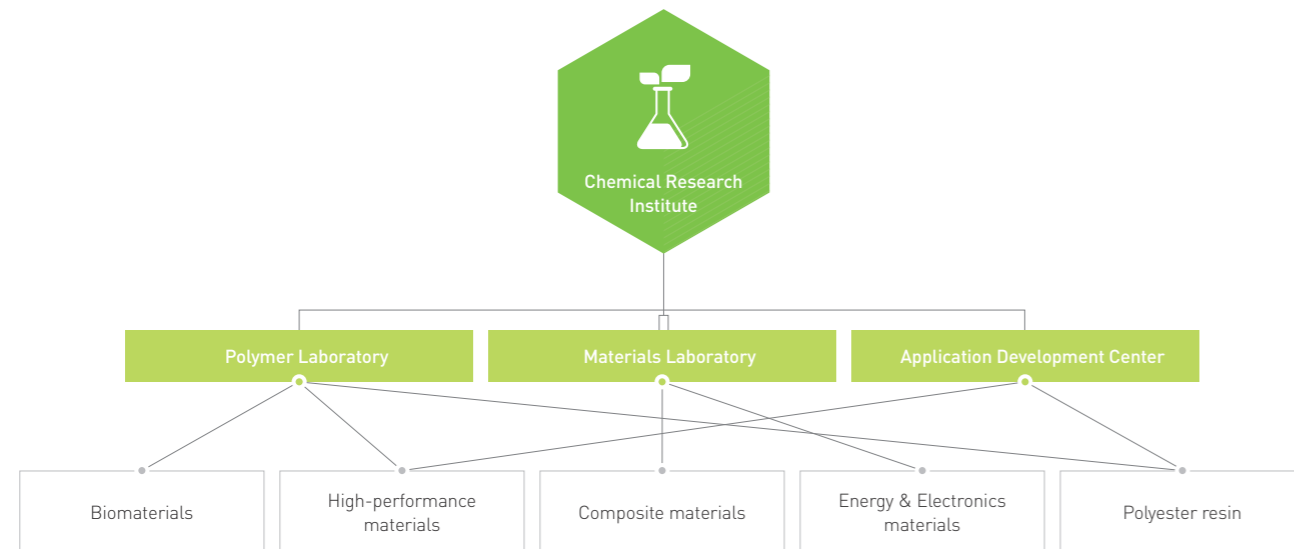 Chemical Research
Institute
Polymer Laboratory
Materials Laboratory
Application Development Center
Biomaterials
High-performance
materials
Composite materials
Energy & Electronics
materials
Polyester resin